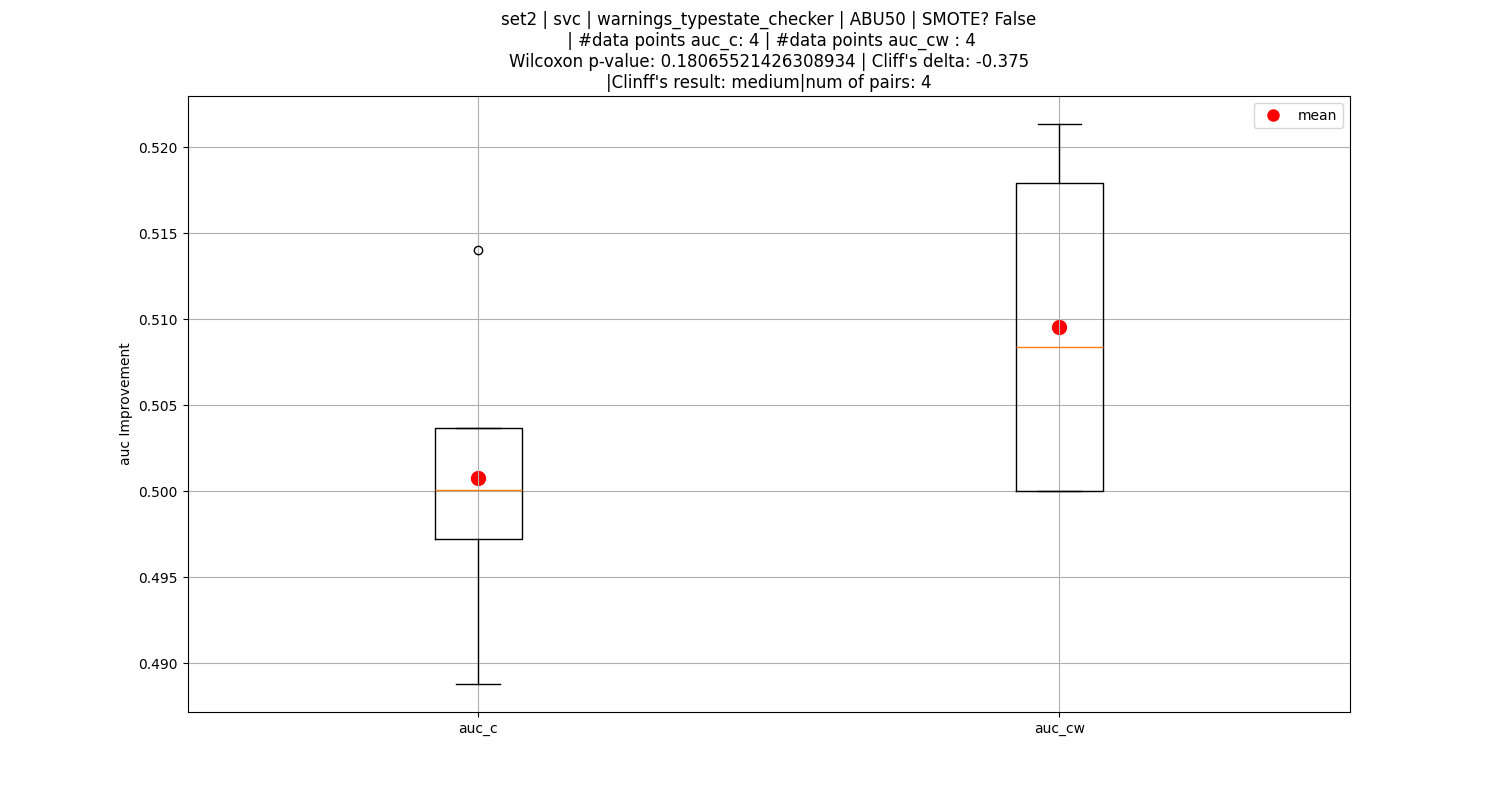 set2 | svc | warnings_typestate_checker | ABU50 | SMOTE? False
| #data points auc_c: 4 | #data points auc_cw : 4
Wilcoxon p-value: 0.18065521426308934 | Cliff's delta: -0.375
|Clinff's result: medium|num of pairs: 4
mean
0.520
0.515
0.510
0.505
0.500
0.495
0.490
auc Improvement
auc_c
auc_cw